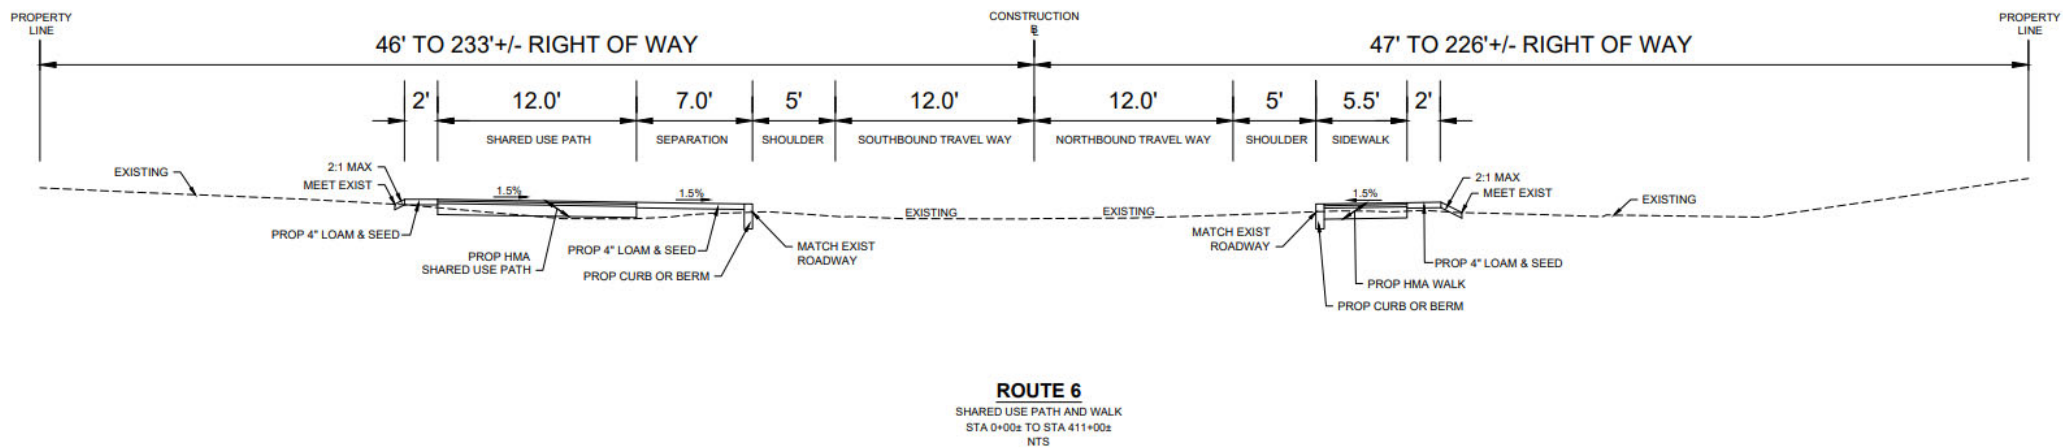 PROPERTY
LINE
CONSTRUCTION
PROPERTY
LINE
46' TO 233'+/- RIGHT OF WAY
47' TO 226'+/- RIGHT OF WAY
2'
12.0'
7.0'
5'
12.0'
12.0'
5'
5.5'
2'
SHARED USE PATH
SEPARATION
SHOULDER
SOUTHBOUND TRAVEL WAY
NORTHBOUND TRAVEL WAY
SHOULDER
SIDEWALK
EXISTING
2:1 MAX
MEET EXIST
1.5%
1.5%
EXISTING
EXISTING
1.5%
2:1 MAX
MEET EXIST
EXISTING
PROP 4" LOAM & SEED
PROP HMA
SHARED USE PATH
PROP 4" LOAM & SEED
PROP CURB OR BERM
MATCH EXIST
ROADWAY
MATCH EXIST
ROADWAY
PROP 4" LOAM & SEED
PROP HMA WALK
PROP CURB OR BERM
ROUTE 6
SHARED USE PATH AND WALK
STA 0+00± TO STA 411+00±
NTS